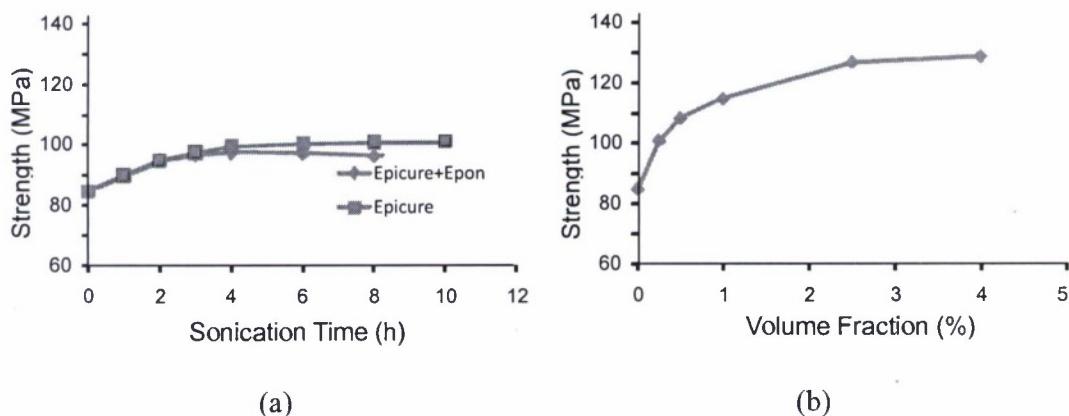 140
120
100
80
60
Strength (MPa)
Epicure+Epon
Epicure
0 2 4 6 8 10 12
Sonication Time (h)
(a)
140
120
100
80
60
Strength (MPa)
0 1 2 3 4 5
Volume Fraction (%)
(b)